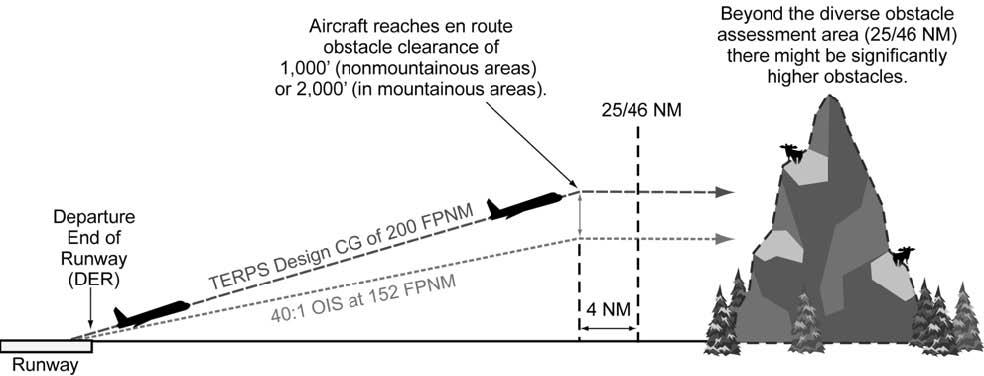 Aircraft reaches en route
obstacle clearance of
1,000' (nonmountainous areas)
or 2,000' (in mountainous areas).
Beyond the diverse obstacle
assessment area (25/46 NM)
there might be significantly
higher obstacles.
25/46 NM
Departure
End of
Runway
(DER)
TERPS Design CG of 200 FPNM
40:1 OIS at 152 FPNM
4 NM
Runway